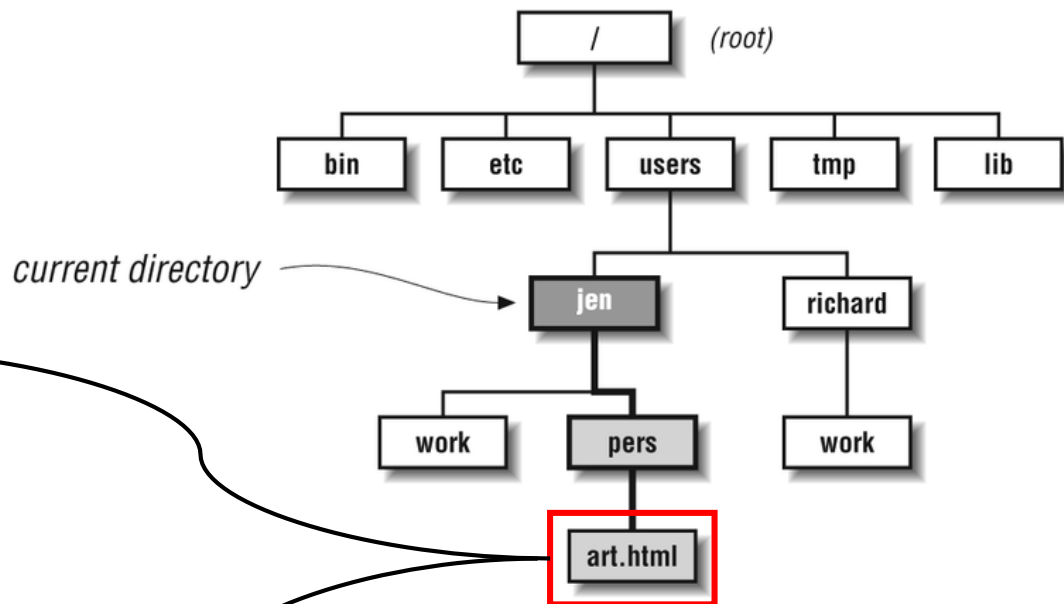 / (root)
bin etc users tmp lib
current directory
jen richard
work pers work
art.html